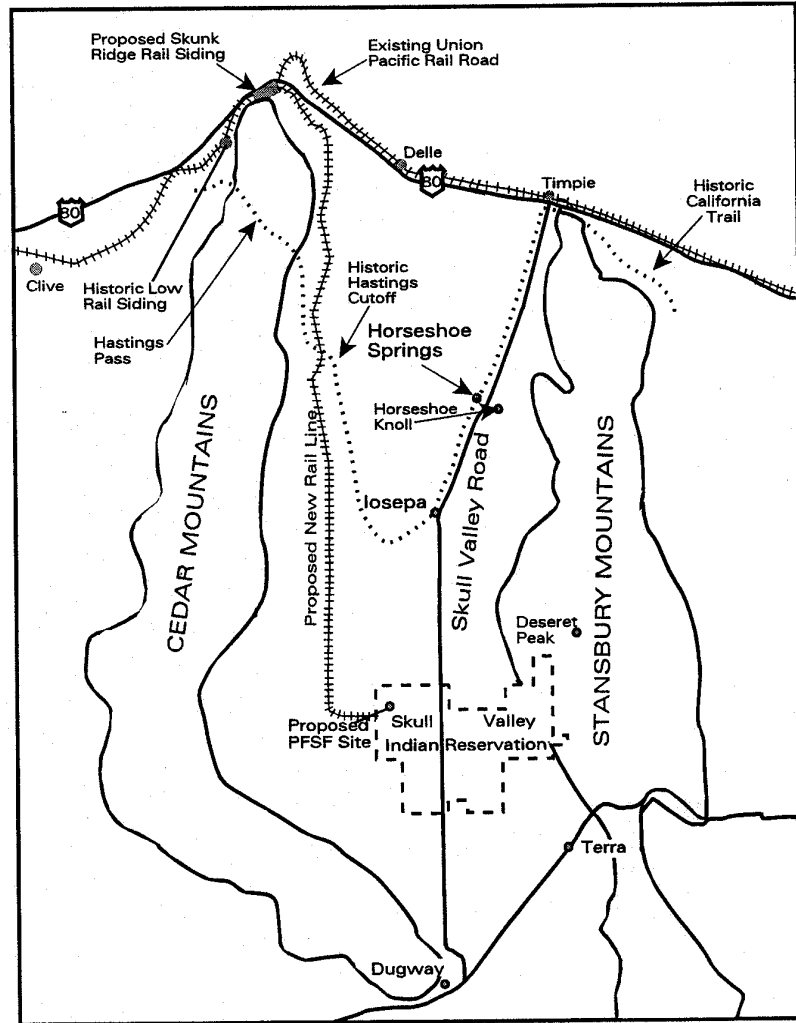 Proposed Skunk
Ridge Rail Siding
Existing Union
Pacific Rail Road
Delle
80
Timpie
Historic
California
Trail
80
Clive
Historic Low
Rail Siding
Hastings
Pass
Historic
Hastings
Cutoff
Horseshoe
Springs
Horseshoe
Knoll
Iosepa
CEDAR MOUNTAINS
Proposed New Rail Line
Skull Valley Road
STANSBURY MOUNTAINS
Deseret
Peak
Proposed
PFSF Site
Skull Valley
Indian Reservation
Terra
Dugway